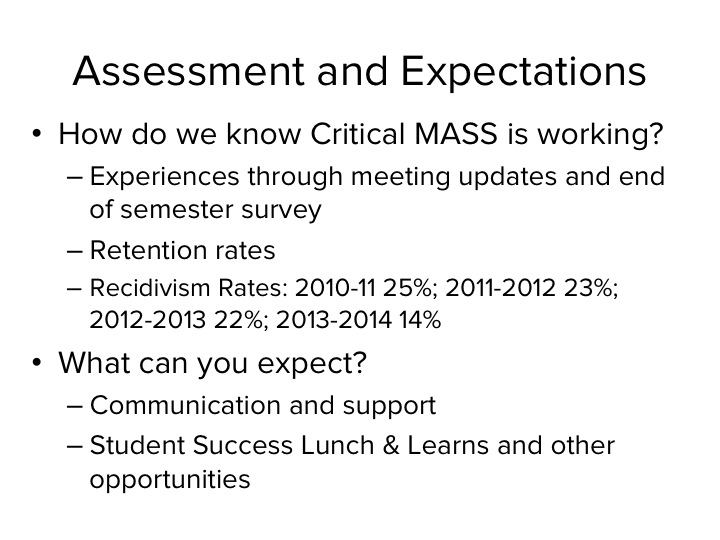 Assessment and Expectations
• How do we know Critical MASS is working?
– Experiences through meeting updates and end
of semester survey
– Retention rates
– Recidivism Rates: 2010-11 25%; 2011-2012 23%;
2012-2013 22%; 2013-2014 14%
• What can you expect?
– Communication and support
– Student Success Lunch & Learns and other
opportunities